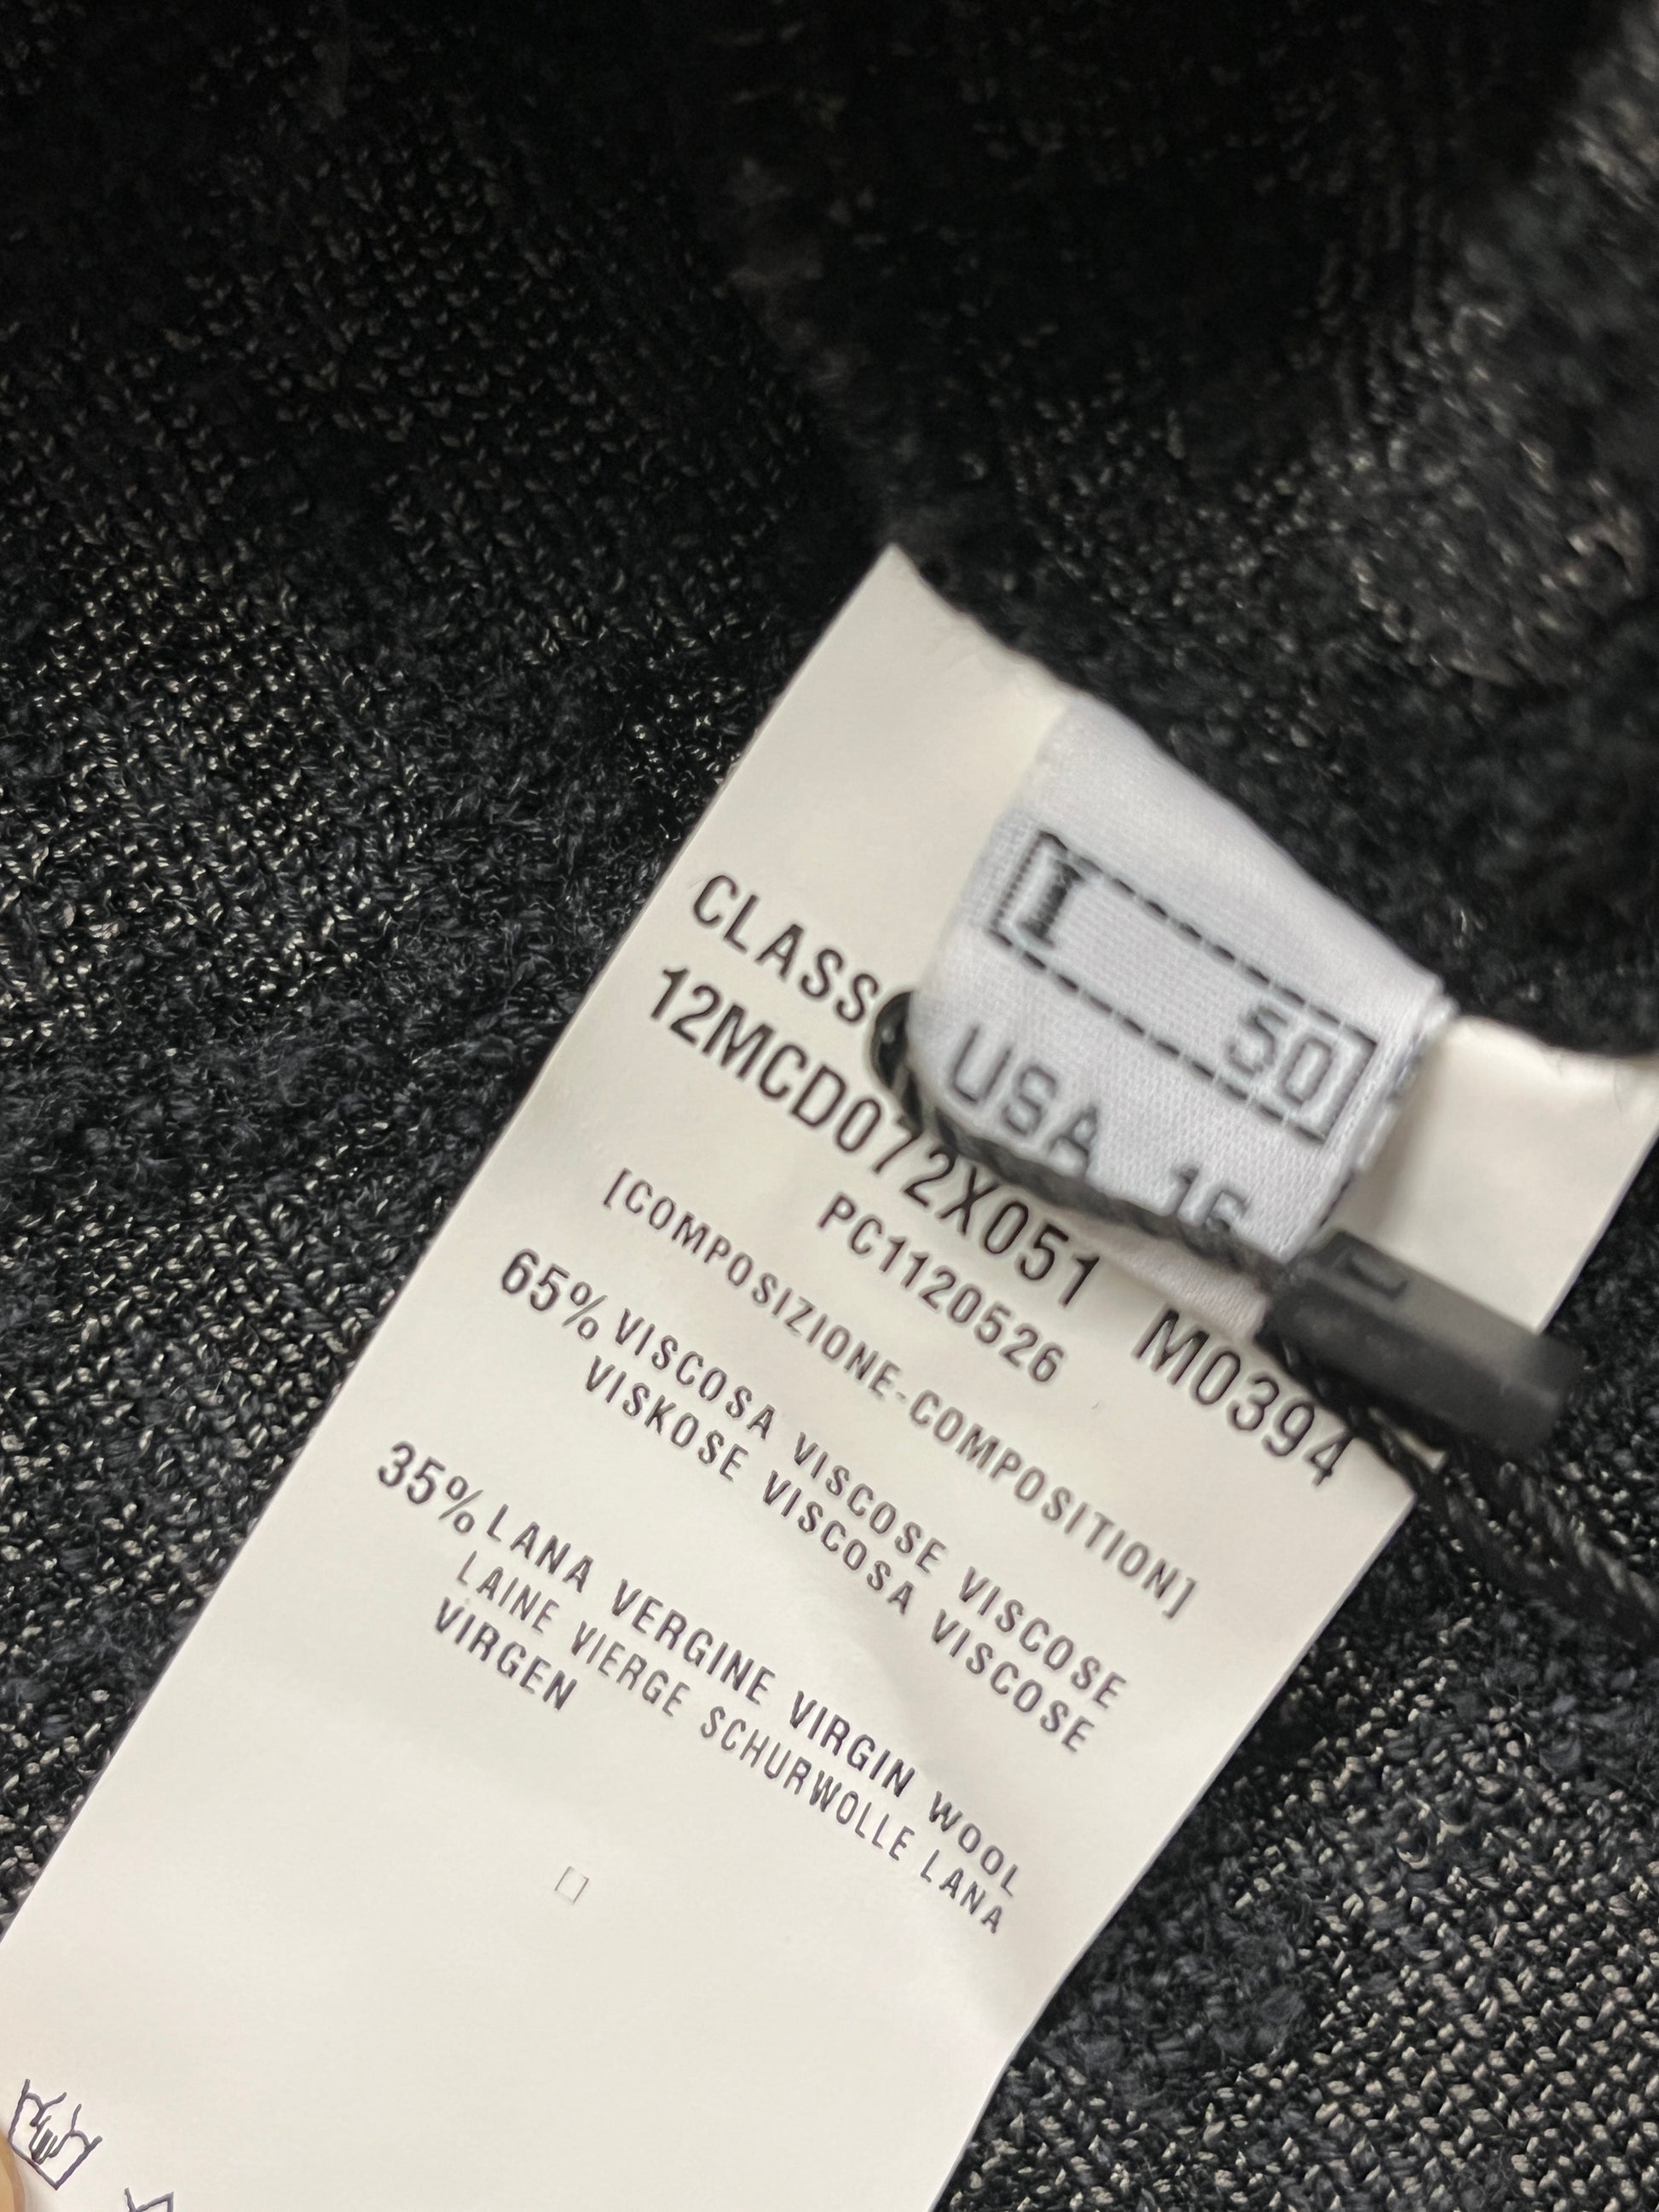 I 50
USA 16
CLASS
12MCD072X051 M0394
PC1120526
[COMPOSIZIONE-COMPOSITION]
65% VISCOSA VISCOSE VISCOSE
VISKOSE VISCOSA VISCOSE
35% LANA VERGINE VIRGIN WOOL
LAINE VIERGE SCHURWOLLE LANA
VIRGEN